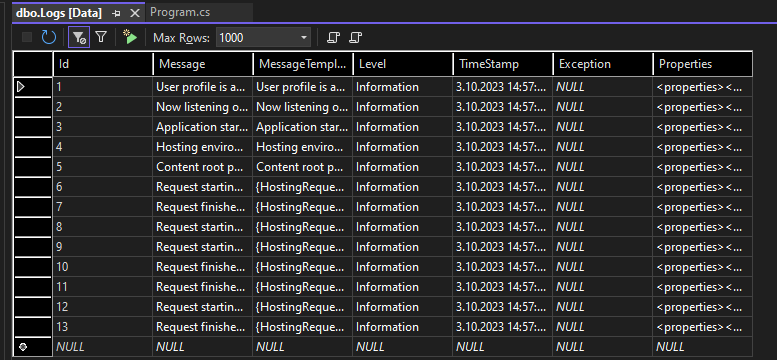 dbo.Logs [Data] Program.cs
Max Rows: 1000
Id Message MessageTempl... Level TimeStamp Exception Properties
1 User profile is a... User profile is a... Information 3.10.2023 14:57:... NULL <properties><...
2 Now listening o... Now listening o... Information 3.10.2023 14:57:... NULL <properties><...
3 Application star... Application star... Information 3.10.2023 14:57:... NULL <properties><...
4 Hosting enviro... Hosting enviro... Information 3.10.2023 14:57:... NULL <properties><...
5 Content root p... Content root p... Information 3.10.2023 14:57:... NULL <properties><...
6 Request startin... {HostingReque... Information 3.10.2023 14:57:... NULL <properties><...
7 Request finishe... {HostingReque... Information 3.10.2023 14:57:... NULL <properties><...
8 Request startin... {HostingReque... Information 3.10.2023 14:57:... NULL <properties><...
9 Request startin... {HostingReque... Information 3.10.2023 14:57:... NULL <properties><...
10 Request finishe... {HostingReque... Information 3.10.2023 14:57:... NULL <properties><...
11 Request finishe... {HostingReque... Information 3.10.2023 14:57:... NULL <properties><...
12 Request startin... {HostingReque... Information 3.10.2023 14:57:... NULL <properties><...
13 Request finishe... {HostingReque... Information 3.10.2023 14:57:... NULL <properties><...
NULL NULL NULL NULL NULL NULL NULL